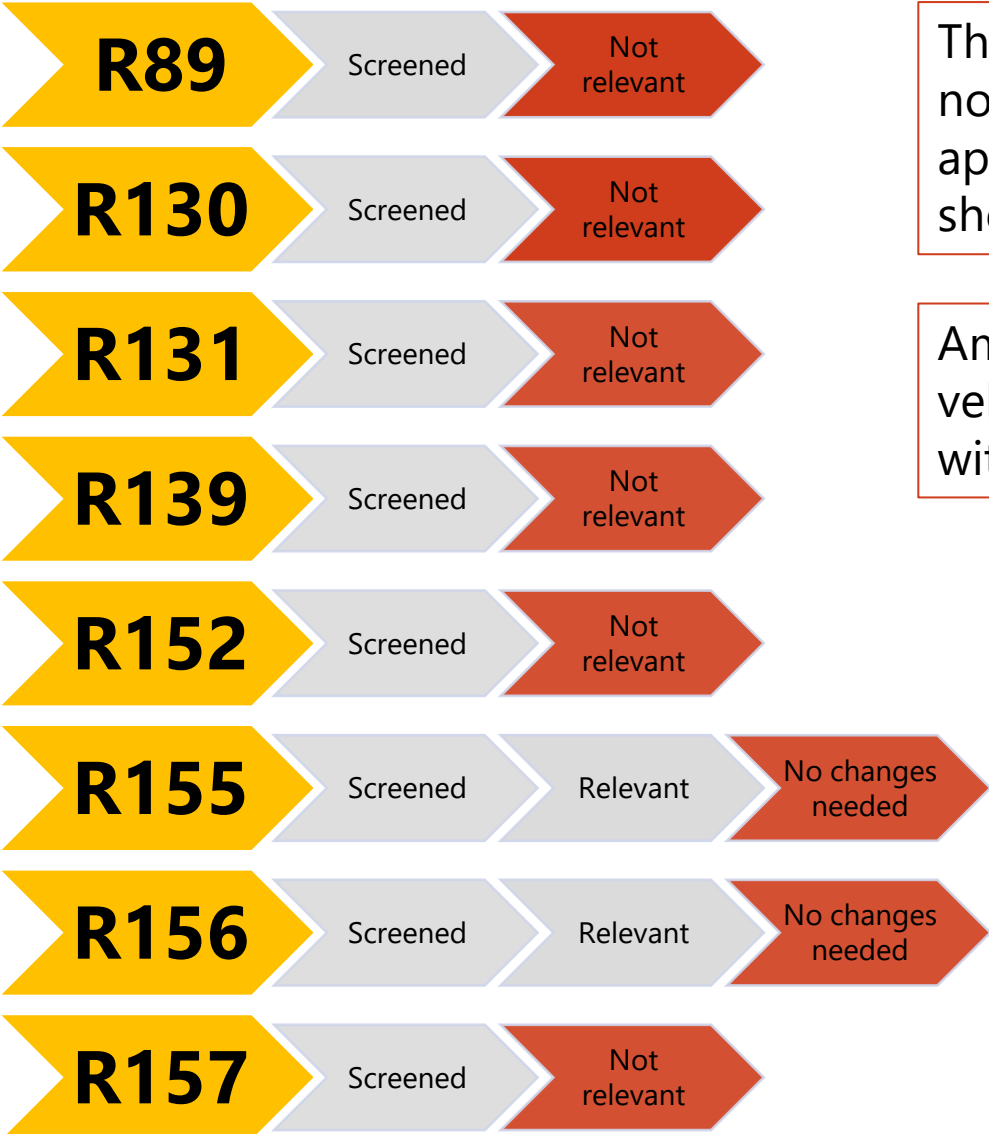 R89
Screened
Not
relevant
R130
Screened
Not
relevant
R131
Screened
Not
relevant
R139
Screened
Not
relevant
R152
Screened
Not
relevant
R155
Screened
Relevant
No changes
needed
R156
Screened
Relevant
No changes
needed
R157
Screened
Not
relevant